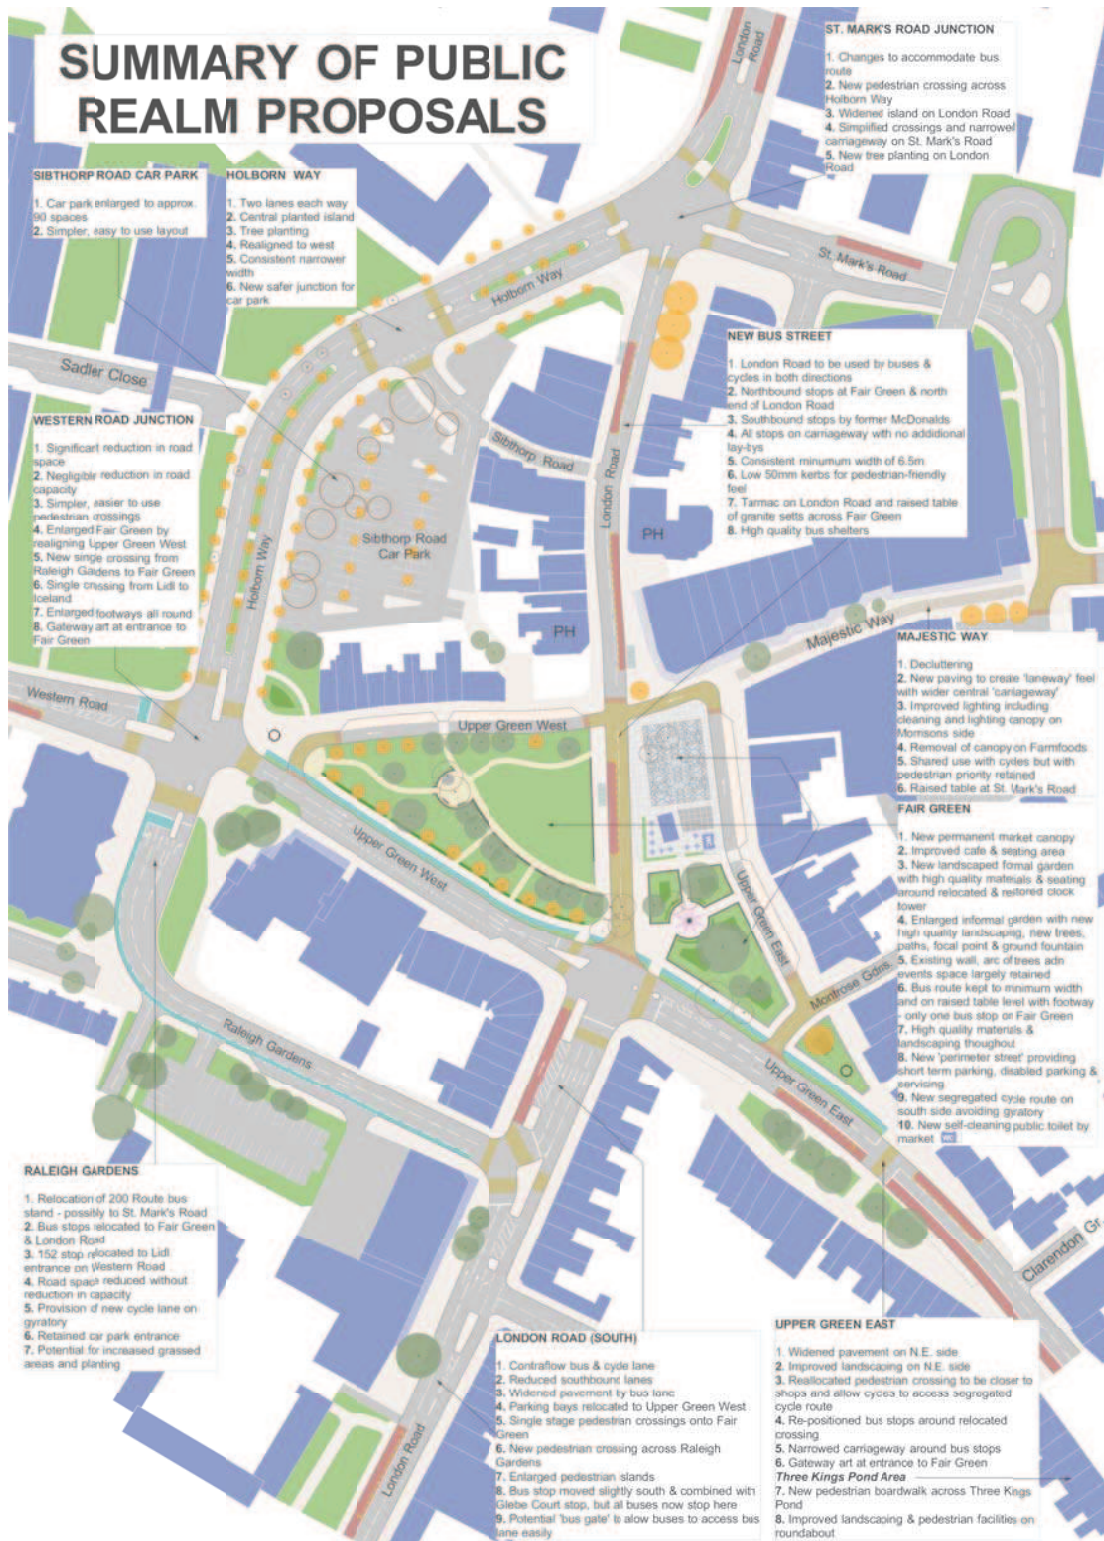 SUMMARY OF PUBLIC
REALM PROPOSALS
ST. MARK'S ROAD JUNCTION
1. Changes to accommodate bus
route
2. New pedestrian crossing across
Holborn Way
3. Widened island on London Road
4. Simplified crossings and narrowed
carriageway on St. Mark's Road
5. New tree planting on London
Road
SIBTHORP ROAD CAR PARK
1. Car park enlarged to approx.
90 spaces
2. Simpler, easy to use layout
HOLBORN WAY
1. Two lanes each way
2. Central planted island
3. Tree planting
4. Realigned to west
5. Consistent narrower
width
6. New safer junction for
car park
NEW BUS STREET
1. London Road to be used by buses &
cycles in both directions
2. Northbound stops at Fair Green & north
end of London Road
3. Southbound stops by former McDonalds
4. All stops on carriageway with no addidional
lay-bys
5. Consistent minumum width of 6.5m
6. Low 50mm kerbs for pedestrian-friendly
feel
7. Tarmac on London Road and raised table
of granite setts across Fair Green
8. High quality bus shelters
WESTERN ROAD JUNCTION
1. Significant reduction in road
space
2. Negligible reduction in road
capacity
3. Simpler, easier to use
pedestrian crossings
4. Enlarged Fair Green by
realigning Upper Green West
5. New single crossing from
Raleigh Gardens to Fair Green
6. Single crossing from Lidl to
Iceland
7. Enlarged footways all round
8. Gateway art at entrance to
Fair Green
MAJESTIC WAY
1. Decluttering
2. New paving to create 'laneway' feel
with wider central 'carriageway'
3. Improved lighting including
cleaning and lighting canopy on
Morrisons side
4. Removal of canopy on Farmfoods
5. Shared use with cycles but with
pedestrian priority retained
6. Raised table at St. Mark's Road
FAIR GREEN
1. New permanent market canopy
2. Improved cafe & seating area
3. New landscaped formal garden
with high quality materials & seating
around relocated & restored clock
tower
4. Enlarged informal garden with new
high quality landscaping, new trees,
paths, focal point & ground fountain
5. Existing wall, arc of trees adn
events space largely retained
6. Bus route kept to minimum width
and on raised table level with footway
- only one bus stop on Fair Green
7. High quality materials &
landscaping thoughout
8. New 'perimeter street' providing
short term parking, disabled parking &
servicing
9. New segregated cycle route on
south side avoiding gyratory
10. New self-cleaning public toilet by
market WC
RALEIGH GARDENS
1. Relocation of 200 Route bus
stand - possibly to St. Mark's Road
2. Bus stops relocated to Fair Green
& London Road
3. 152 stop relocated to Lidl
entrance on Western Road
4. Road space reduced without
reduction in capacity
5. Provision of new cycle lane on
gyratory
6. Retained car park entrance
7. Potential for increased grassed
areas and planting
LONDON ROAD (SOUTH)
1. Contraflow bus & cycle lane
2. Reduced southbound lanes
3. Widened pavement by bus lane
4. Parking bays relocated to Upper Green West
5. Single stage pedestrian crossings onto Fair
Green
6. New pedestrian crossing across Raleigh
Gardens
7. Enlarged pedestrian islands
8. Bus stop moved slightly south & combined with
Glebe Court stop, but all buses now stop here
9. Potential 'bus gate' to alow buses to access bus
lane easily
UPPER GREEN EAST
1. Widened pavement on N.E. side
2. Improved landscaping on N.E. side
3. Reallocated pedestrian crossing to be closer to
shops and allow cycles to access segregated
cycle route
4. Re-positioned bus stops around relocated
crossing
5. Narrowed carriageway around bus stops
6. Gateway art at entrance to Fair Green
Three Kings Pond Area
7. New pedestrian boardwalk across Three Kings
Pond
8. Improved landscaping & pedestrian facilities on
roundabout
London
Road
Holborn Way
St. Mark's Road
Sadler Close
Sibthorp Road
London Road
Sibthorp Road
Car Park
Holborn Way
PH
PH
Majestic Way
Western Road
Upper Green West
Upper Green West
Upper Green East
Montrose Gdns
Raleigh Gardens
Upper Green East
Clarendon Gr.
London Road